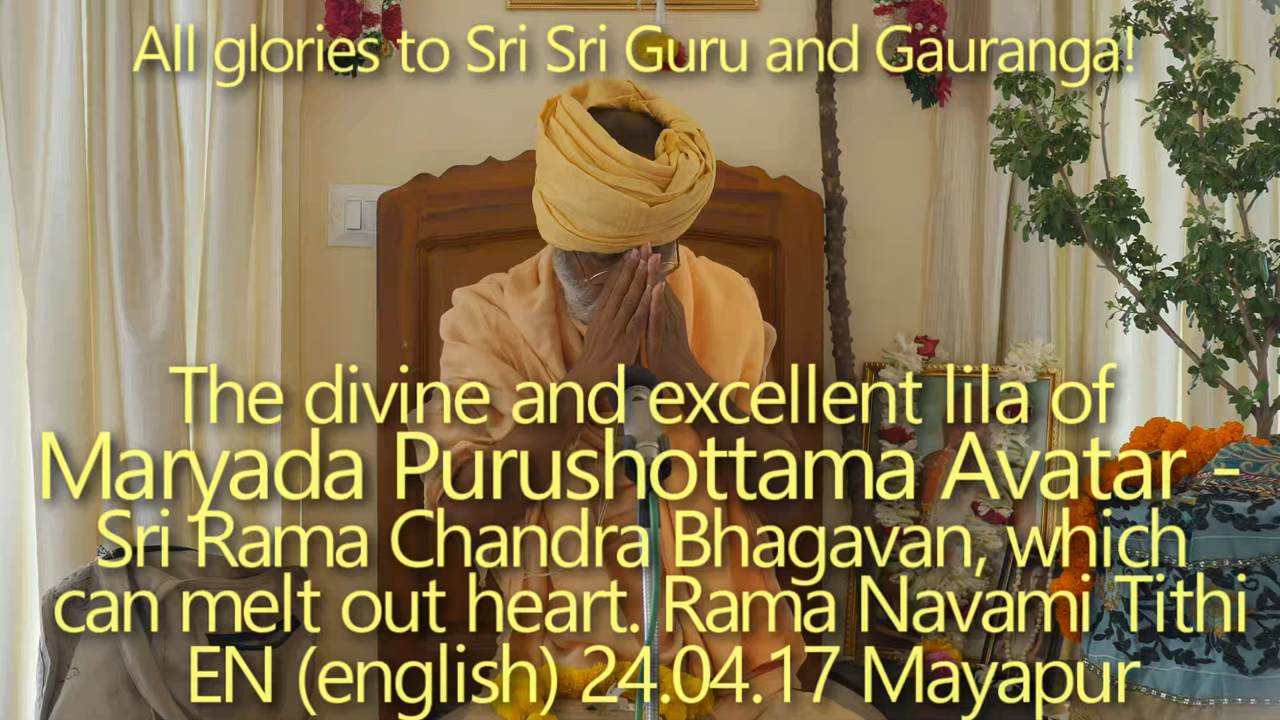 All glories to Sri Sri Guru and Gauranga!
The divine and excellent lila of
Maryada Purushottama Avatar -
Sri Rama Chandra Bhagavan, which
can melt out heart. Rama Navami Tithi
EN (english) 24.04.17 Mayapur